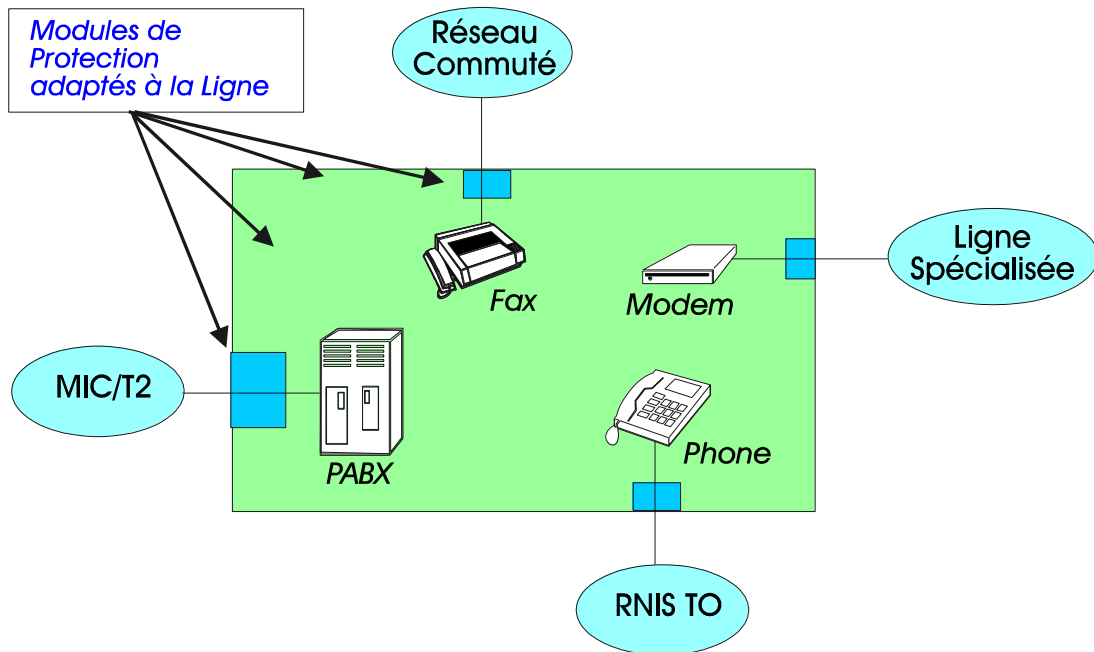 Modules de
Protection
adaptés à la Ligne
Réseau
Commuté
Ligne
Spécialisée
Fax
Modem
MIC/T2
PABX
Phone
RNIS TO